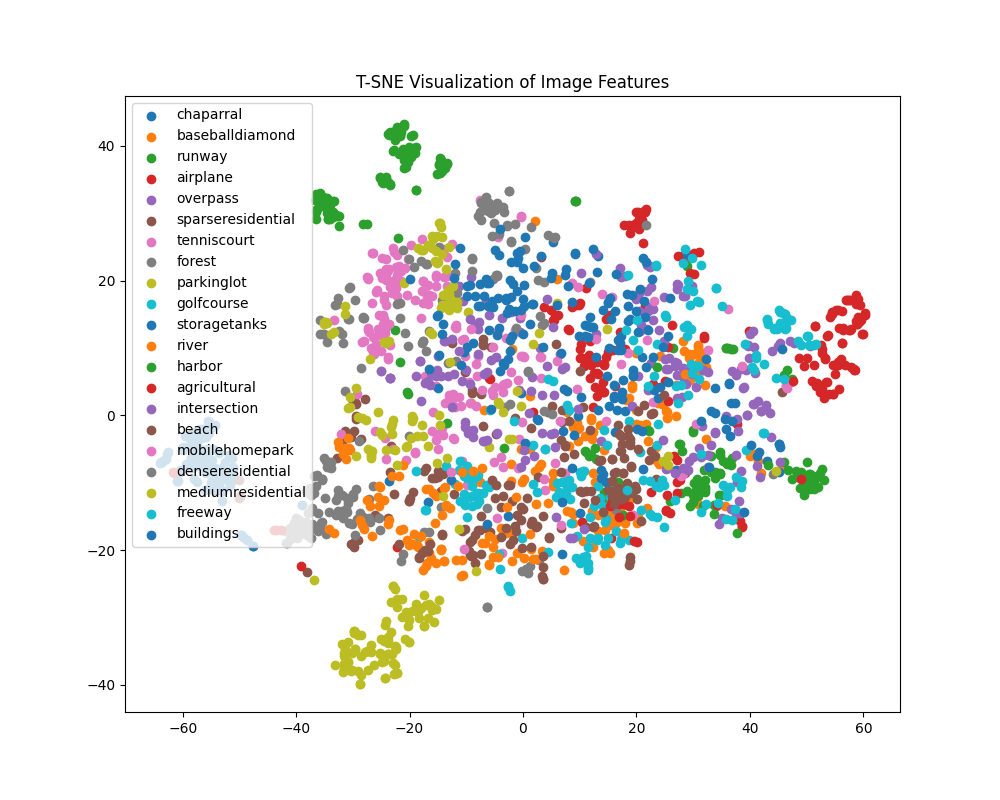 T-SNE Visualization of Image Features
chaparral
baseballdiamond
runway
airplane
overpass
sparseresidential
tenniscourt
forest
parkinglot
golfcourse
storagetanks
river
harbor
agricultural
intersection
beach
mobilehomepark
denseresidential
mediumresidential
freeway
buildings
40
20
0
−20
−40
−60 −40 −20 0 20 40 60